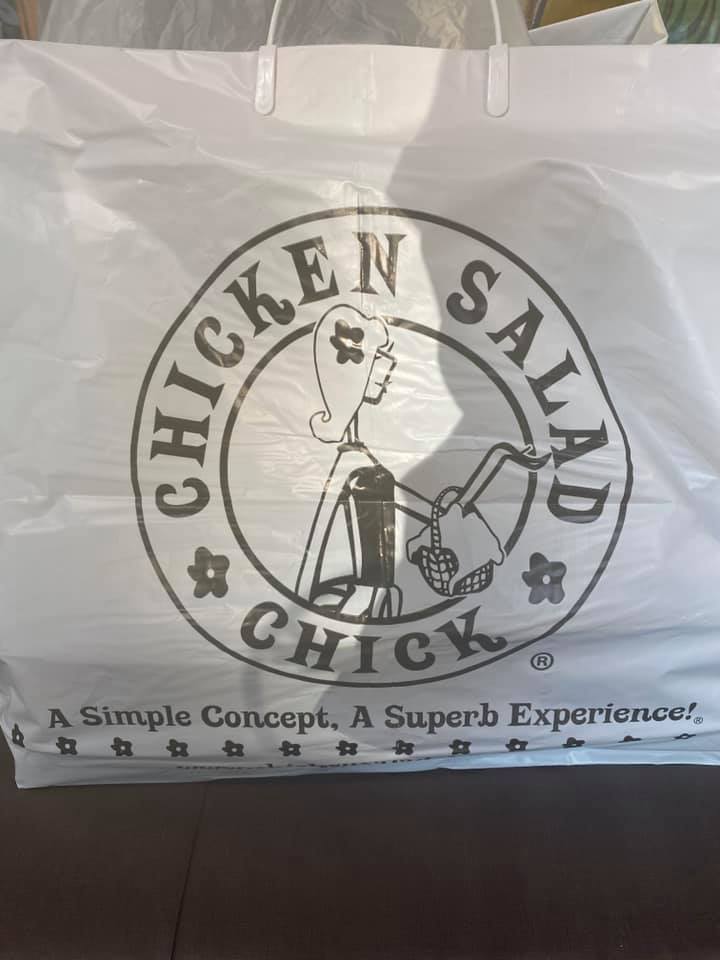 CHICKEN SALAD
CHICK
®
A Simple Concept, A Superb Experience!®